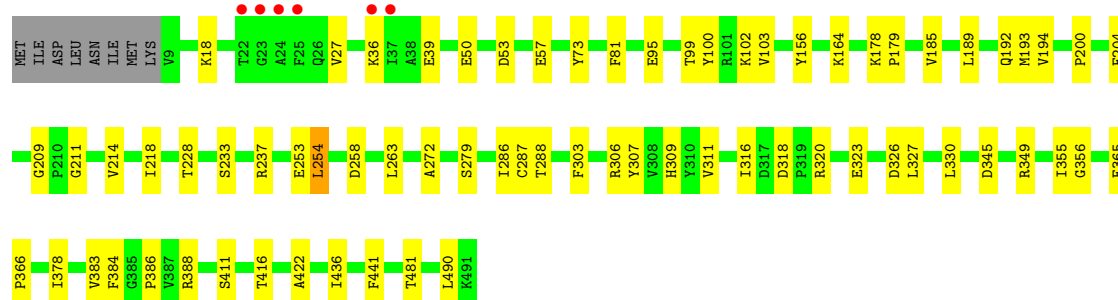 MET ILE ASP LEU ASN ILE MET LYS V9 K18 T22 G23 A24 F25 Q26 V27 K36 I37 A38 E39 E50 D53 E57 Y73 F81 E95 T99 Y100 R101 K102 V103 Y156 K164 K178 P179 V185 L189 Q192 M193 V194 P200
G209 P210 G211 V214 I218 T228 S233 R237 E253 L254 D258 L263 A272 S279 I286 C287 T288 F303 R306 Y307 V308 H309 Y310 V311 I316 D317 D318 P319 R320 E323 D326 L327 L330 D345 R349 I355 G356
P366 I378 V383 F384 G385 P386 V387 R388 S411 T416 A422 I436 F441 T481 L490 K491